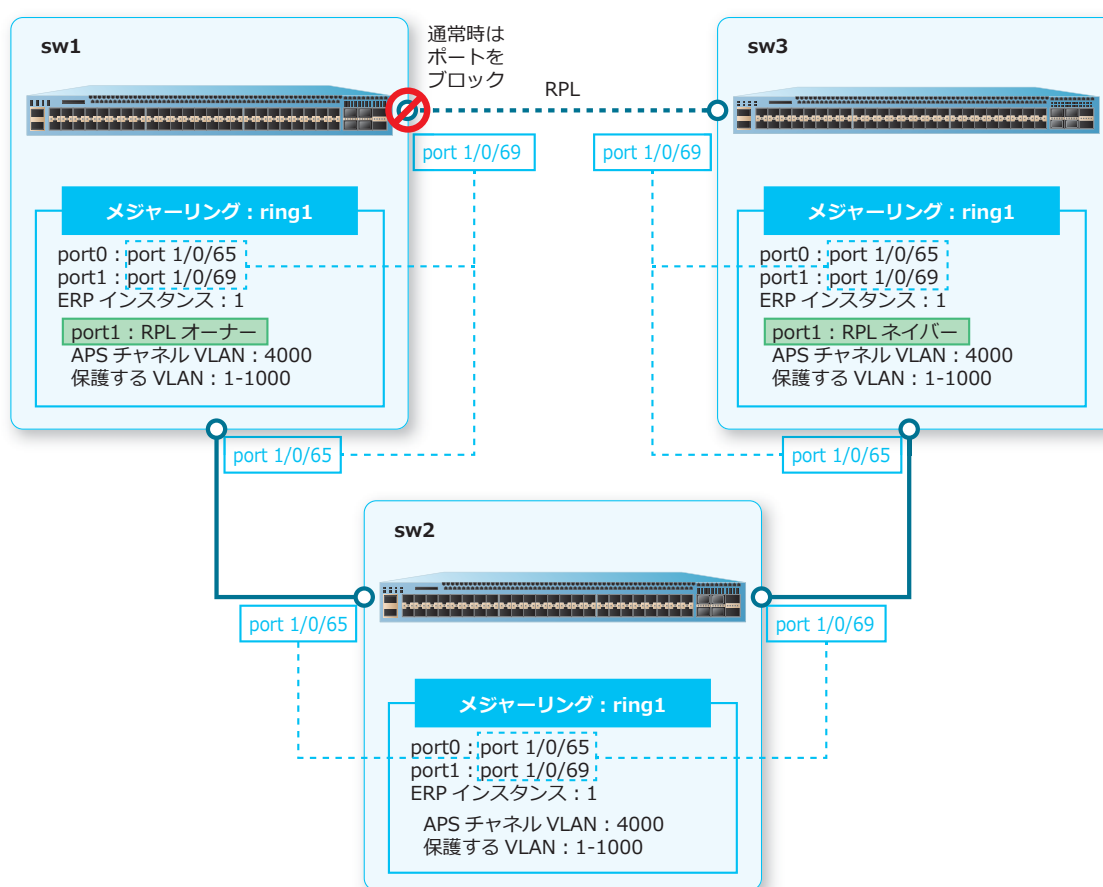 sw1
通常時は
ポートを
ブロック
RPL
sw3
port 1/0/69
port 1/0/69
メジャーリング:ring1
port0:port 1/0/65
port1:port 1/0/69
ERP インスタンス:1
port1:RPL オーナー
APS チャネル VLAN:4000
保護する VLAN:1-1000
メジャーリング:ring1
port0:port 1/0/65
port1:port 1/0/69
ERP インスタンス:1
port1:RPL ネイバー
APS チャネル VLAN:4000
保護する VLAN:1-1000
port 1/0/65
port 1/0/65
sw2
port 1/0/65
port 1/0/69
メジャーリング:ring1
port0:port 1/0/65
port1:port 1/0/69
ERP インスタンス:1
APS チャネル VLAN:4000
保護する VLAN:1-1000